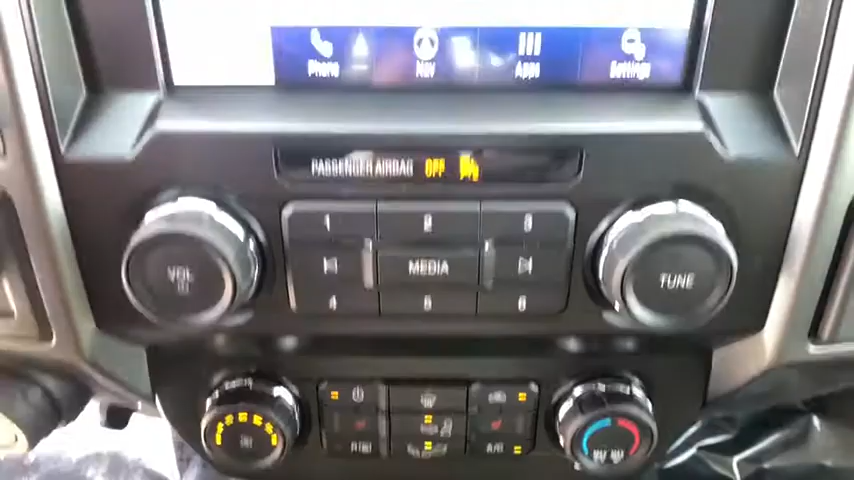 Phone Nav Apps Settings
PASSENGER AIRBAG OFF
1 2 3
VOL MEDIA TUNE
4 5 6
A/C